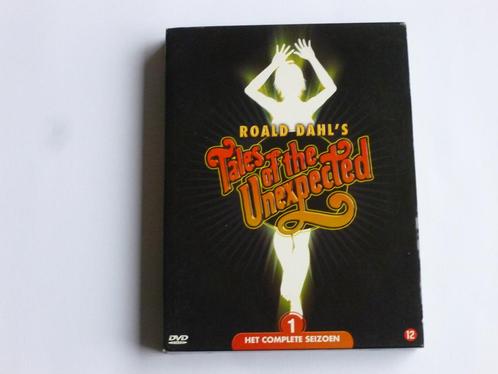 ROALD DAHL'S
Tales of the
Unexpected
1
HET COMPLETE SEIZOEN
DVD
12